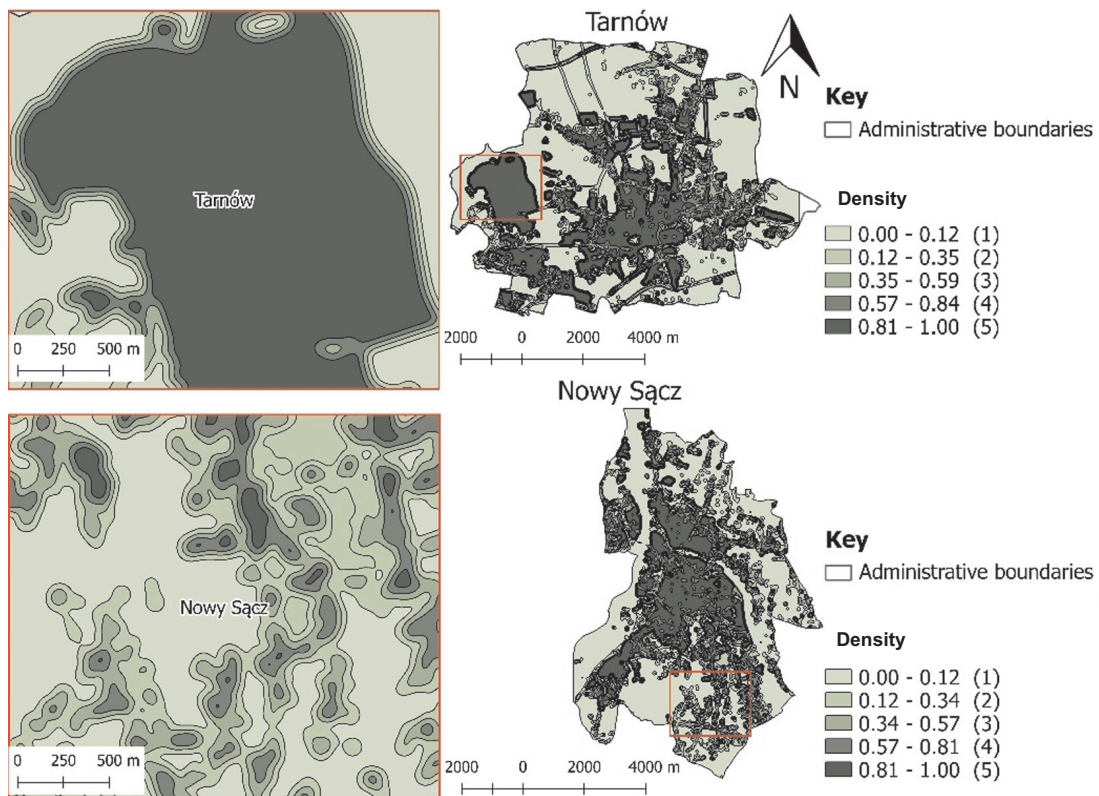 Tarnów
0 250 500 m
Tarnów
N
Key
Administrative boundaries
Density
0.00 - 0.12 (1)
0.12 - 0.35 (2)
0.35 - 0.59 (3)
0.57 - 0.84 (4)
0.81 - 1.00 (5)
2000 0 2000 4000 m
Nowy Sącz
0 250 500 m
Nowy Sącz
Key
Administrative boundaries
Density
0.00 - 0.12 (1)
0.12 - 0.34 (2)
0.34 - 0.57 (3)
0.57 - 0.81 (4)
0.81 - 1.00 (5)
2000 0 2000 4000 m